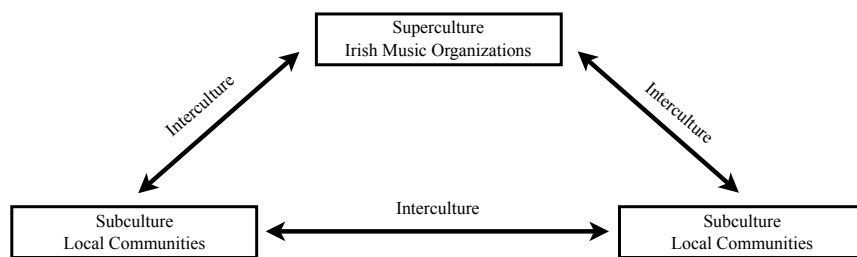 Superculture
Irish Music Organizations
Interculture
Interculture
Interculture
Subculture
Local Communities
Subculture
Local Communities